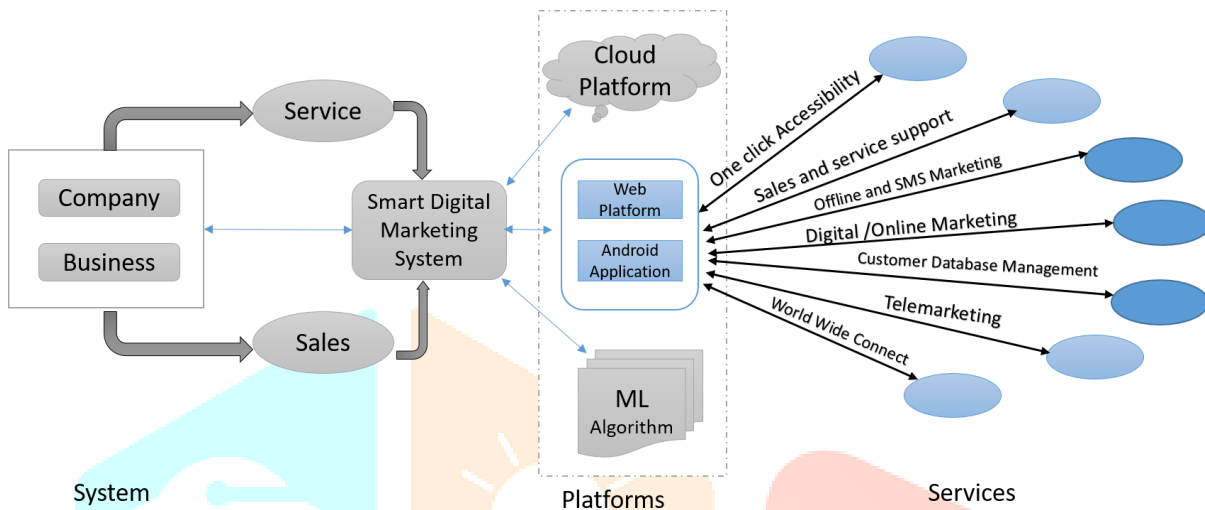 Service
Company
Business
Sales
Smart Digital
Marketing
System
Cloud
Platform
Web
Platform
Android
Application
ML
Algorithm
One click Accessibility
Sales and service support
Offline and SMS Marketing
Digital /Online Marketing
Customer Database Management
Telemarketing
World Wide Connect
System
Platforms
Services